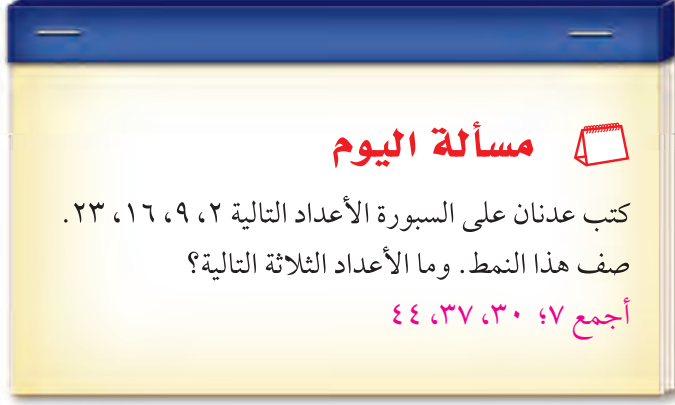 مسألة اليوم
كتب عدنان على السبورة الأعداد التالية ٢، ٩، ١٦، ٢٣.
صف هذا النمط. وما الأعداد الثلاثة التالية؟
أجمع ٧؛ ٣٠، ٣٧، ٤٤